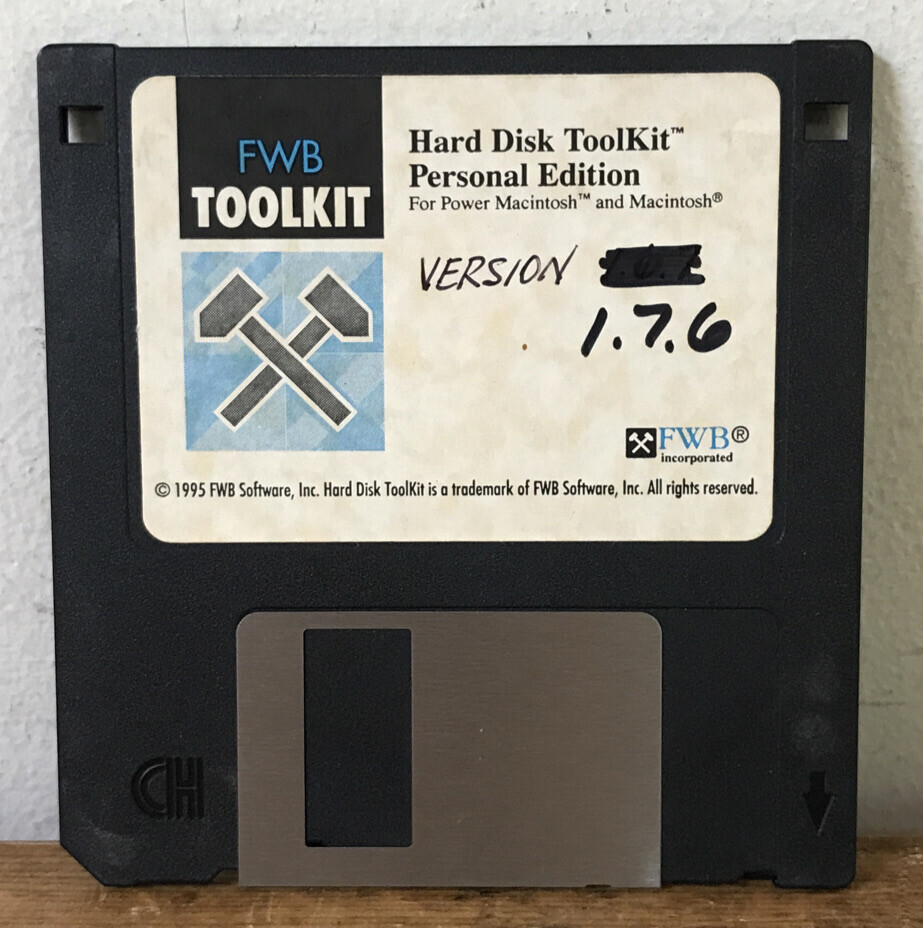 FWB
TOOLKIT
Hard Disk ToolKit™
Personal Edition
For Power Macintosh™ and Macintosh®
VERSION
1.7.6
FWB®
incorporated
© 1995 FWB Software, Inc. Hard Disk ToolKit is a trademark of FWB Software, Inc. All rights reserved.